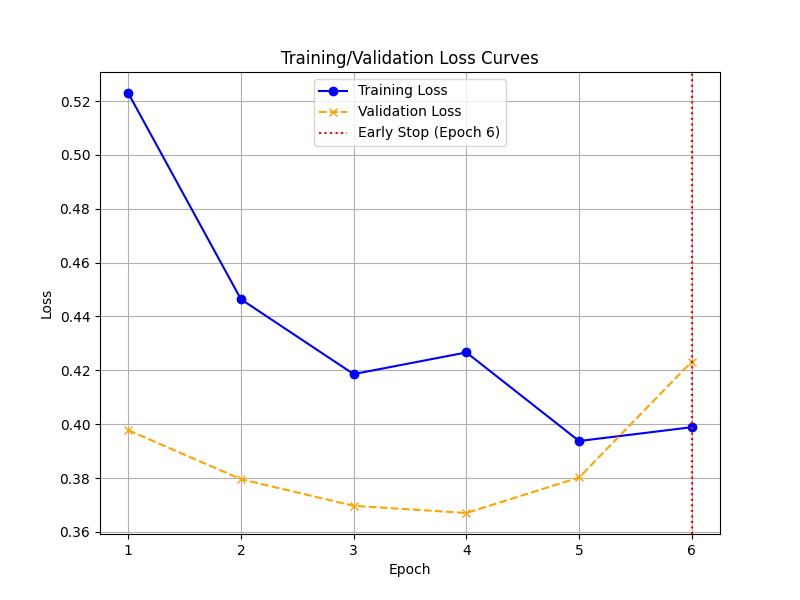 Training/Validation Loss Curves
Training Loss
Validation Loss
Early Stop (Epoch 6)
0.52
0.50
0.48
0.46
0.44
0.42
0.40
0.38
0.36
Loss
1 2 3 4 5 6
Epoch